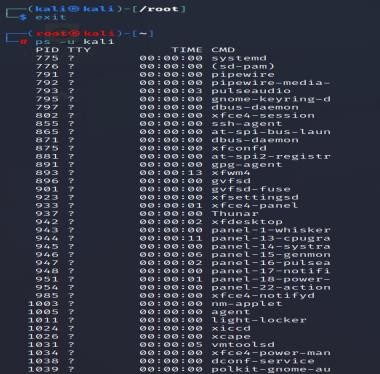 ┌──(kali㉿kali)-[/root]
└─$ exit
┌──(root㉿kali)-[~]
└─# ps -u kali
PID TTY TIME CMD
775 ? 00:00:00 systemd
776 ? 00:00:00 (sd-pam)
791 ? 00:00:00 pipewire
792 ? 00:00:00 pipewire-media-
793 ? 00:00:03 pulseaudio
795 ? 00:00:00 gnome-keyring-d
797 ? 00:00:00 dbus-daemon
802 ? 00:00:00 xfce4-session
855 ? 00:00:00 ssh-agent
865 ? 00:00:00 at-spi-bus-laun
871 ? 00:00:00 dbus-daemon
875 ? 00:00:00 xfconfd
881 ? 00:00:00 at-spi2-registr
891 ? 00:00:00 gpg-agent
893 ? 00:00:13 xfwm4
896 ? 00:00:00 gvfsd
901 ? 00:00:00 gvfsd-fuse
923 ? 00:00:00 xfsettingsd
933 ? 00:00:01 xfce4-panel
937 ? 00:00:00 Thunar
942 ? 00:00:02 xfdesktop
943 ? 00:00:00 panel-1-whisker
944 ? 00:00:11 panel-13-cpugra
945 ? 00:00:00 panel-14-systra
946 ? 00:00:06 panel-15-genmon
947 ? 00:00:02 panel-16-pulsea
948 ? 00:00:00 panel-17-notifi
951 ? 00:00:01 panel-18-power-
954 ? 00:00:00 panel-22-action
985 ? 00:00:00 xfce4-notifyd
1003 ? 00:00:00 nm-applet
1005 ? 00:00:00 agent
1011 ? 00:00:00 light-locker
1024 ? 00:00:00 xiccd
1026 ? 00:00:00 xcape
1031 ? 00:00:05 vmtoolsd
1034 ? 00:00:00 xfce4-power-man
1038 ? 00:00:00 dconf-service
1039 ? 00:00:00 polkit-gnome-au